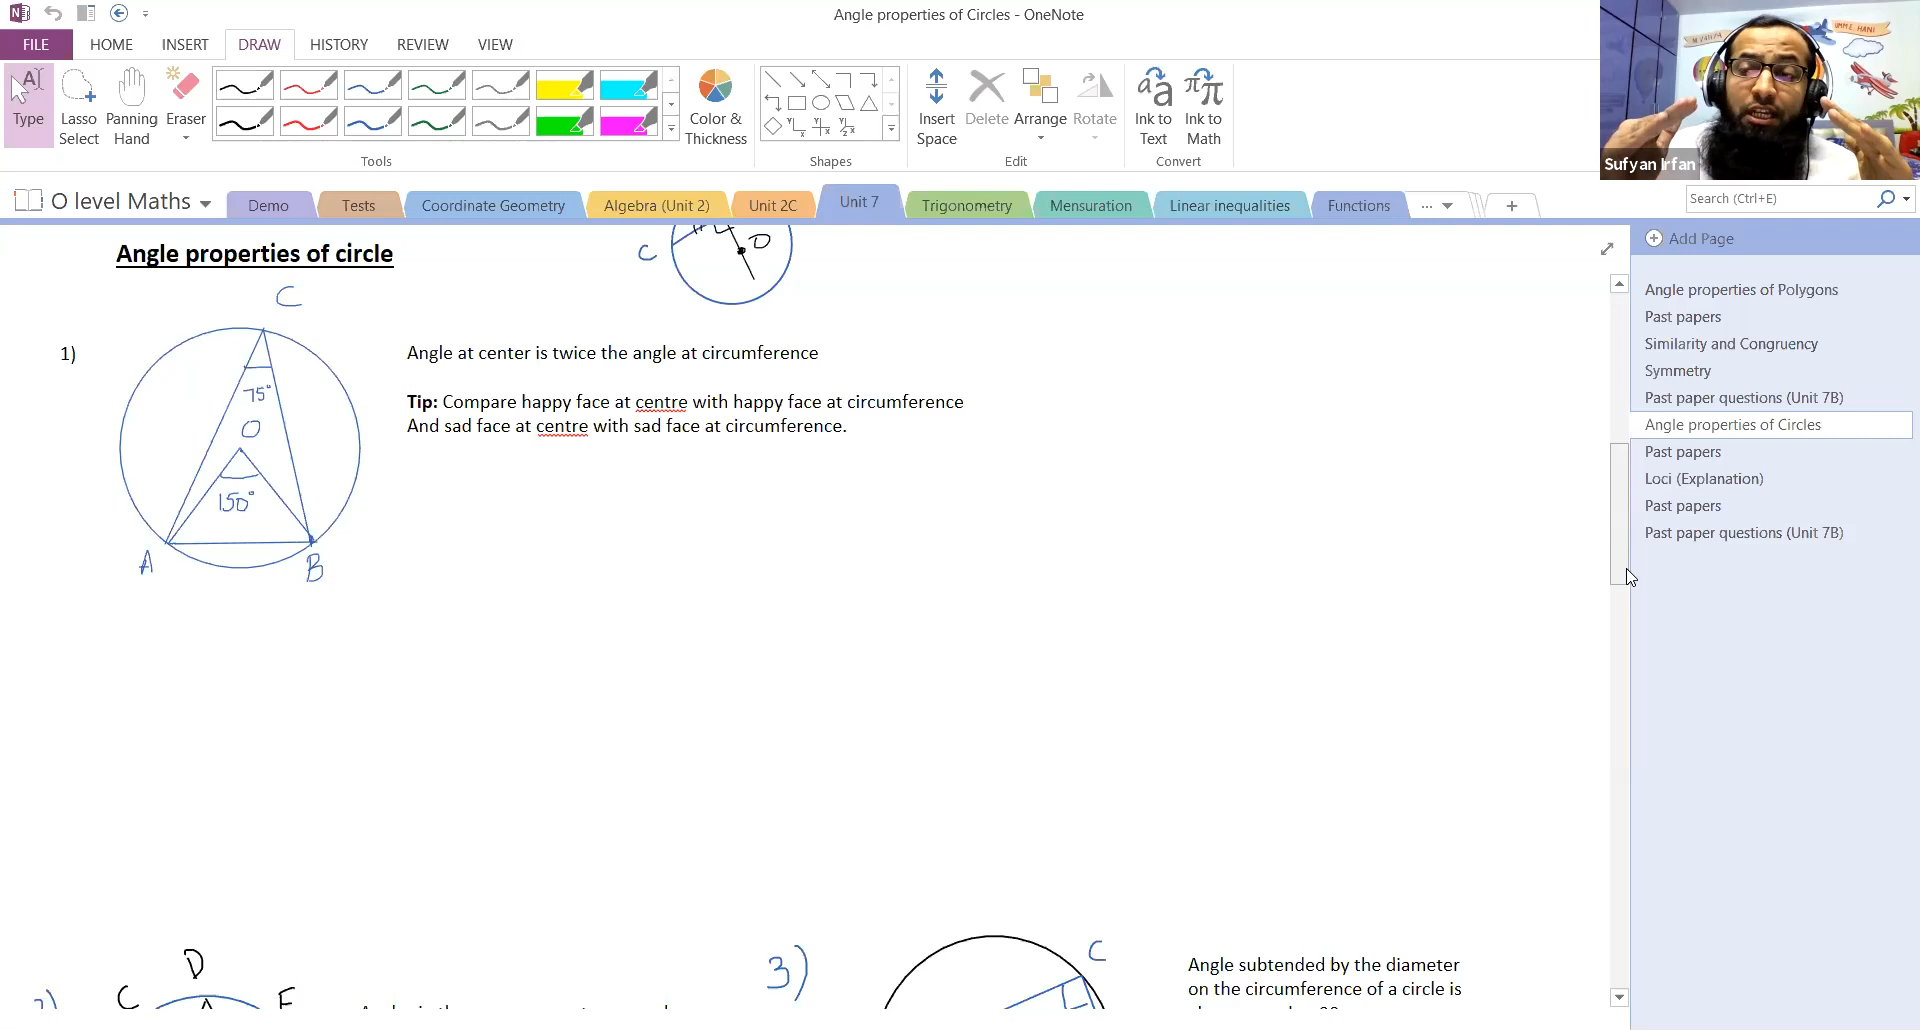 Angle properties of Circles - OneNote
FILE HOME INSERT DRAW HISTORY REVIEW VIEW
Type
Lasso Select
Panning Hand
Eraser
Color & Thickness
Insert Space
Delete
Arrange
Rotate
Ink to Text
Ink to Math
Tools
Shapes
Edit
Convert
UMME HANI
Sufyan Irfan
O level Maths
Demo
Tests
Coordinate Geometry
Algebra (Unit 2)
Unit 2C
Unit 7
Trigonometry
Mensuration
Linear inequalities
Functions
...
Search (Ctrl+E)
Add Page
Angle properties of Polygons
Past papers
Similarity and Congruency
Symmetry
Past paper questions (Unit 7B)
Angle properties of Circles
Past papers
Loci (Explanation)
Past papers
Past paper questions (Unit 7B)
Angle properties of circle
C
O
C
1)
75°
O
150°
A
B
Angle at center is twice the angle at circumference
Tip: Compare happy face at centre with happy face at circumference
And sad face at centre with sad face at circumference.
D
C
E
3)
C
Angle subtended by the diameter
on the circumference of a circle is